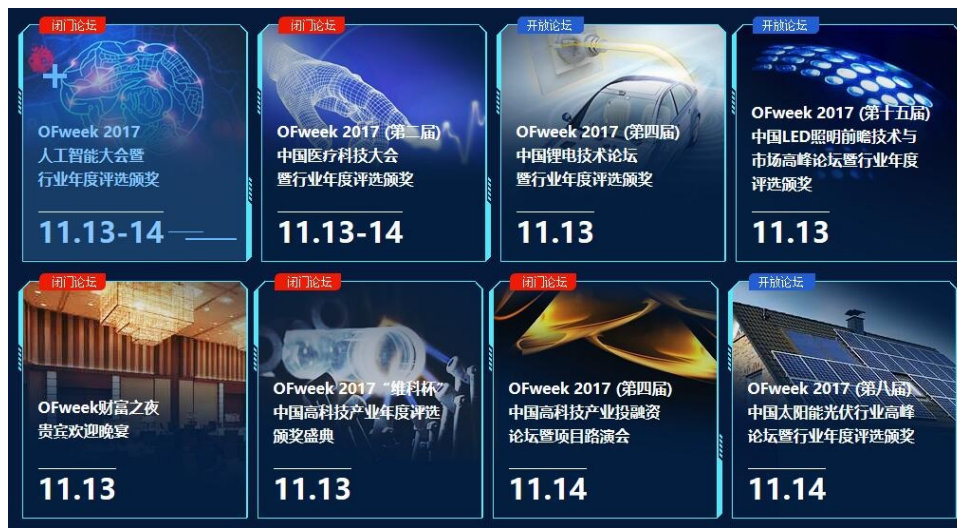 闭门论坛
OFweek 2017
人工智能大会暨
行业年度评选颁奖
11.13-14
闭门论坛
OFweek 2017 (第二届)
中国医疗科技大会
暨行业年度评选颁奖
11.13-14
开放论坛
OFweek 2017 (第四届)
中国锂电技术论坛
暨行业年度评选颁奖
11.13
开放论坛
OFweek 2017 (第十五届)
中国LED照明前瞻技术与
市场高峰论坛暨行业年度
评选颁奖
11.13
闭门论坛
OFweek财富之夜
贵宾欢迎晚宴
11.13
闭门论坛
OFweek 2017“维科杯”
中国高科技产业年度评选
颁奖盛典
11.13
闭门论坛
OFweek 2017 (第四届)
中国高科技产业投融资
论坛暨项目路演会
11.14
开放论坛
OFweek 2017 (第八届)
中国太阳能光伏行业高峰
论坛暨行业年度评选颁奖
11.14